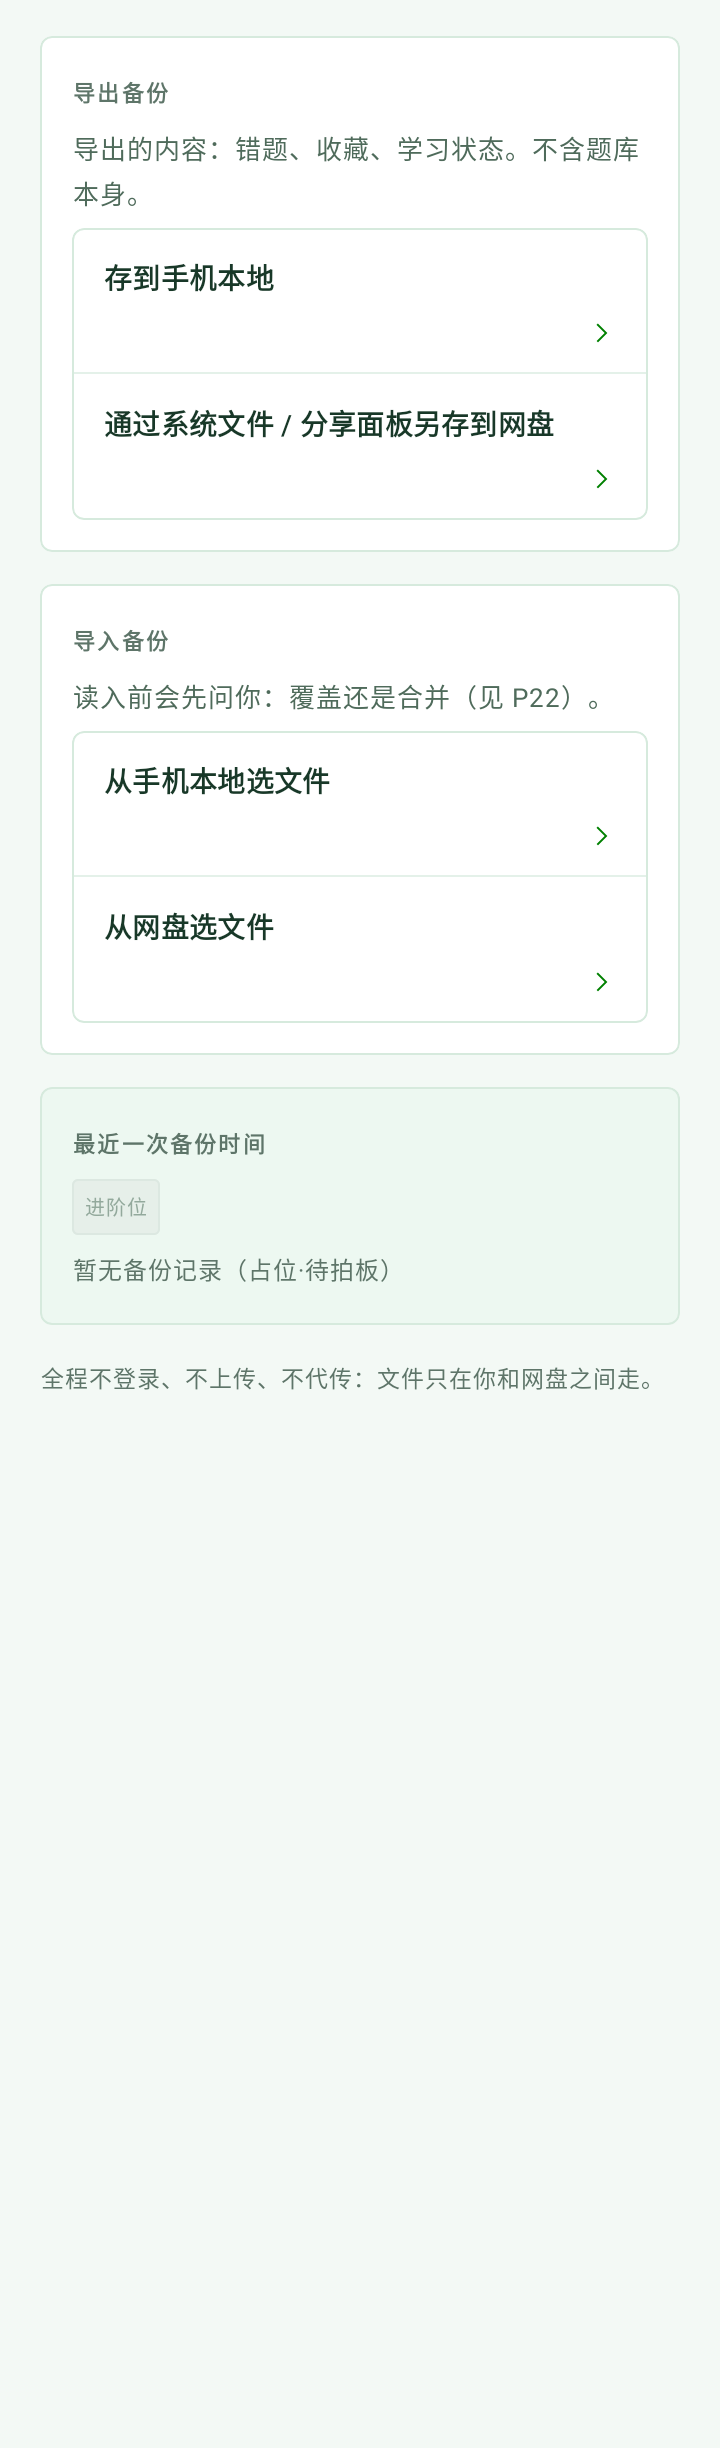 导出备份
导出的内容：错题、收藏、学习状态。不含题库
本身。
存到手机本地
通过系统文件 / 分享面板另存到网盘
导入备份
读入前会先问你：覆盖还是合并（见 P22）。
从手机本地选文件
从网盘选文件
最近一次备份时间
进阶位
暂无备份记录（占位·待拍板）
全程不登录、不上传、不代传：文件只在你和网盘之间走。